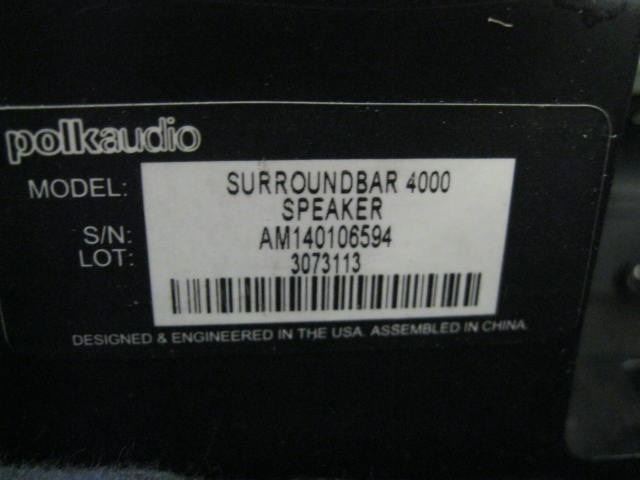 polkaudio
MODEL: SURROUNDBAR 4000
SPEAKER
S/N: AM140106594
LOT: 3073113
DESIGNED & ENGINEERED IN THE USA. ASSEMBLED IN CHINA.